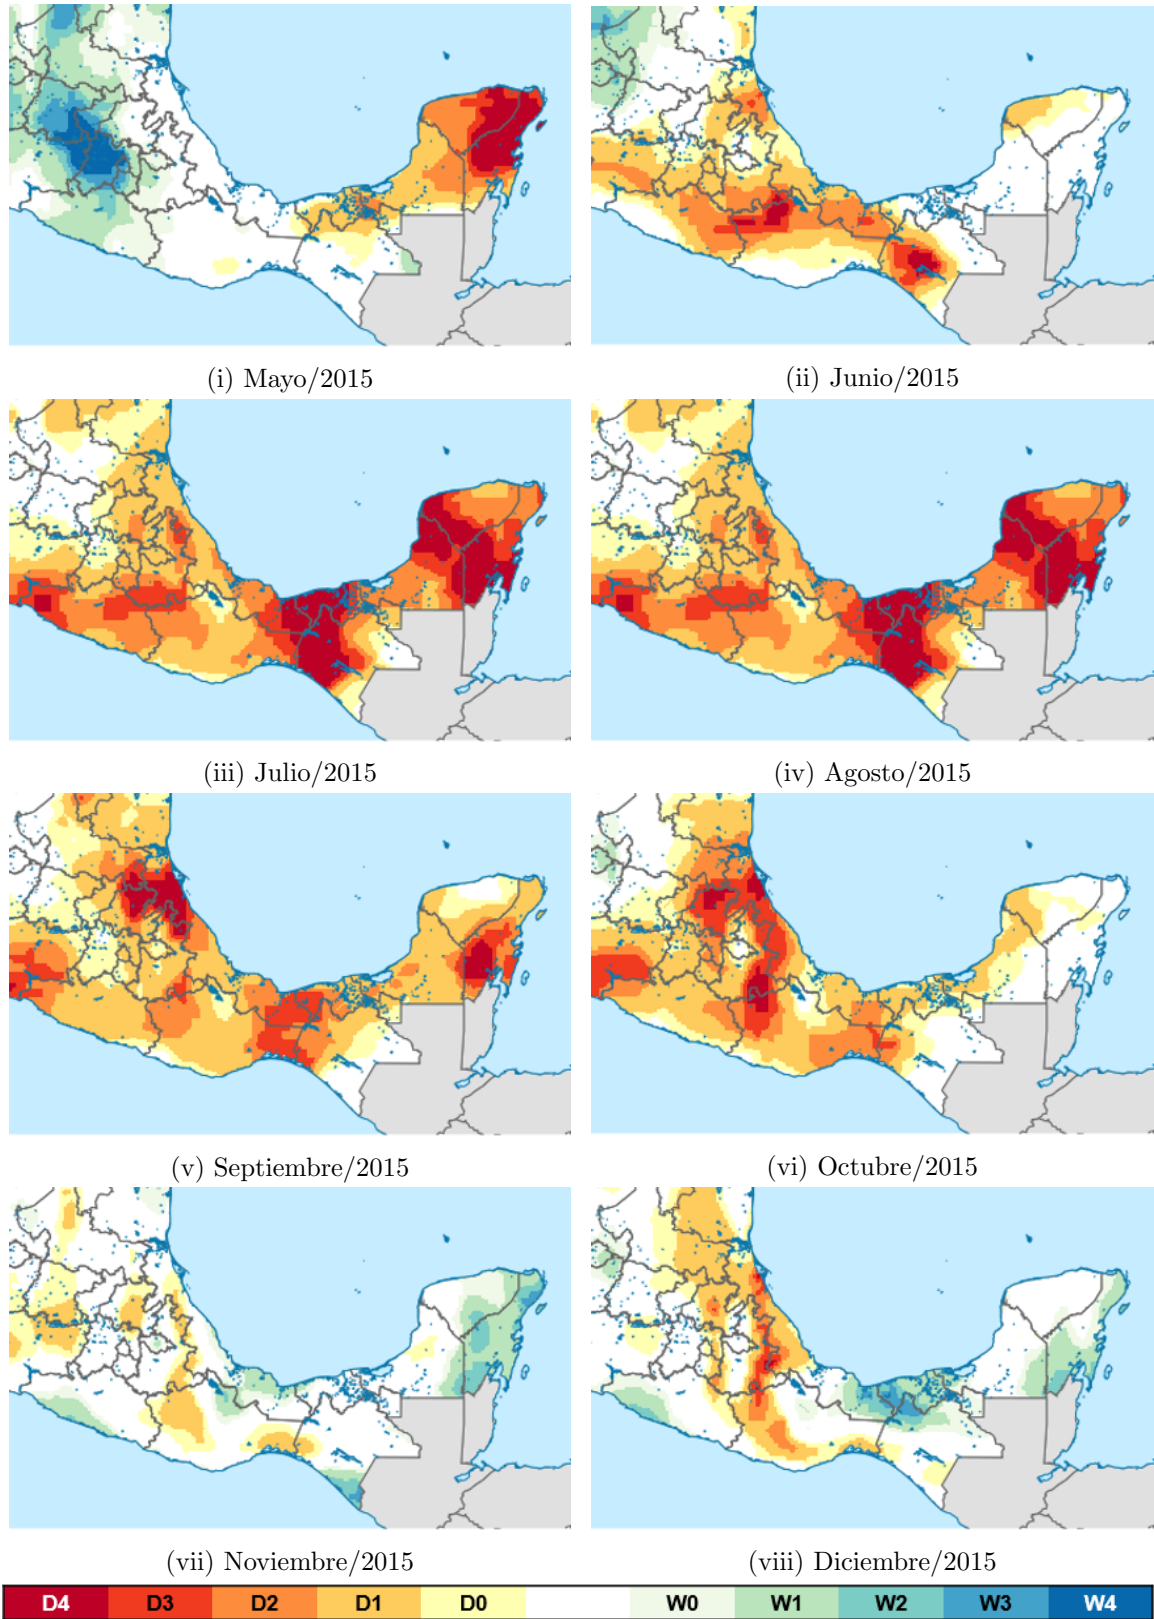 (i) Mayo/2015
(ii) Junio/2015
(iii) Julio/2015
(iv) Agosto/2015
(v) Septiembre/2015
(vi) Octubre/2015
(vii) Noviembre/2015
(viii) Diciembre/2015
D4 D3 D2 D1 D0 W0 W1 W2 W3 W4